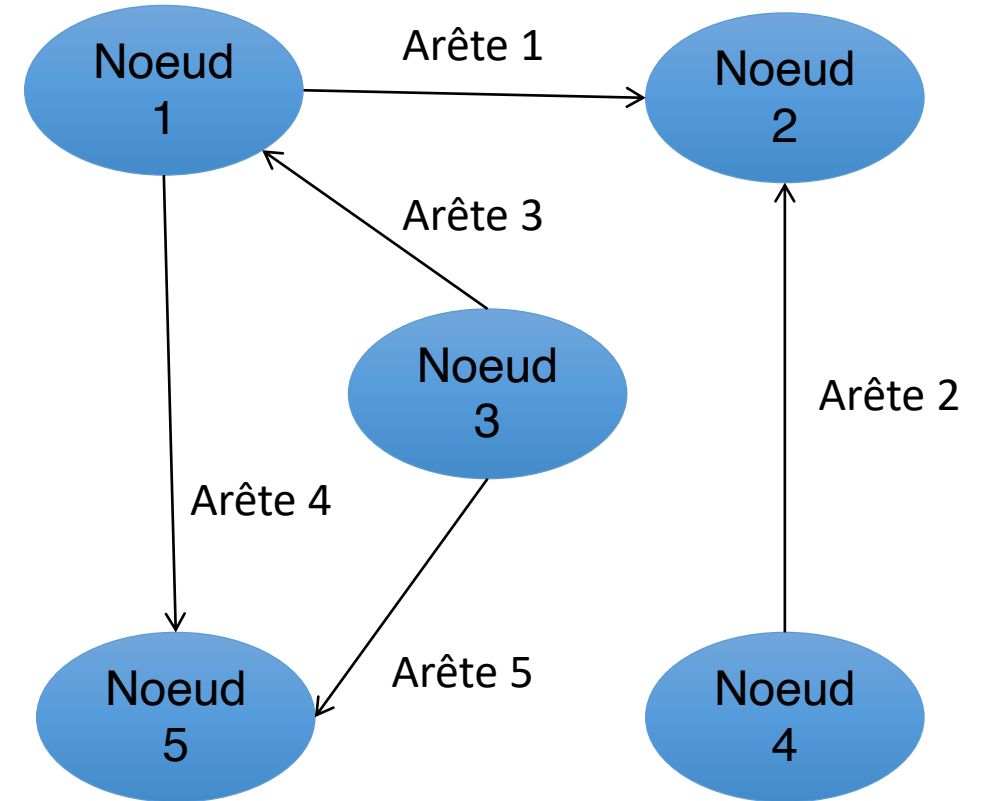 Noeud
1
Arête 1
Noeud
2
Arête 3
Noeud
3
Arête 2
Arête 4
Arête 5
Noeud
5
Noeud
4